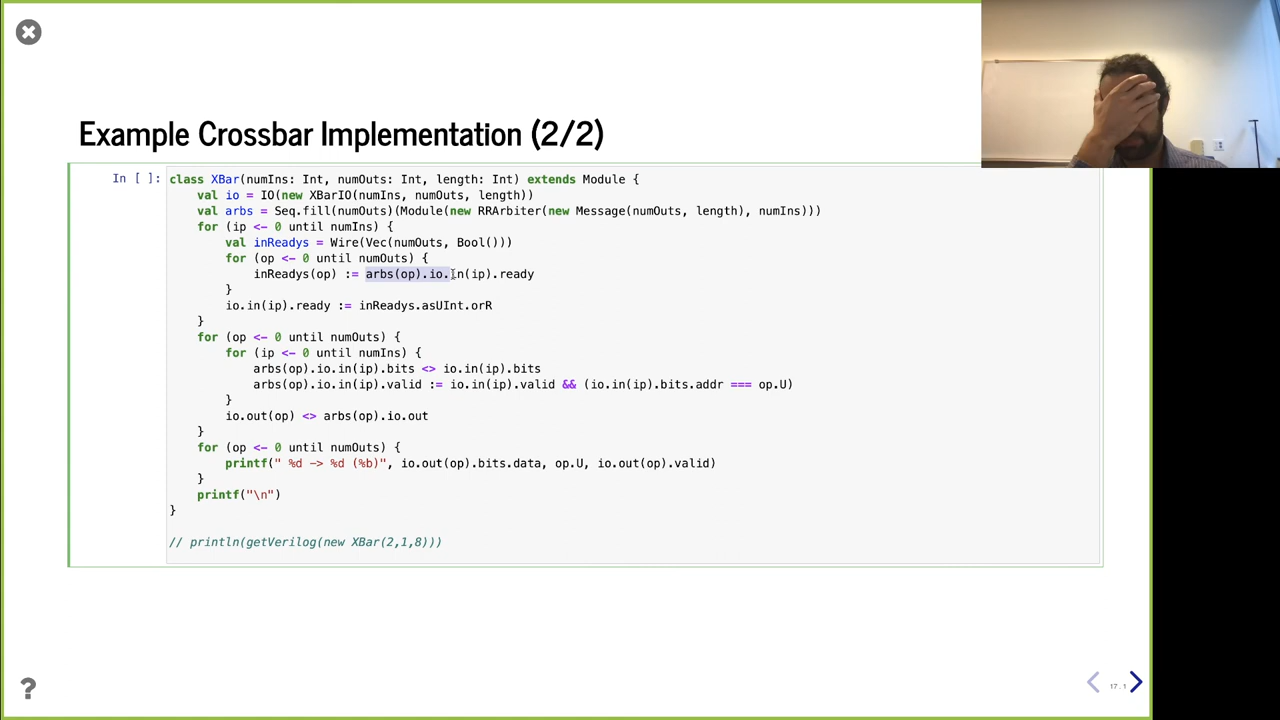 Example Crossbar Implementation (2/2)
In [ ]:
class XBar(numIns: Int, numOuts: Int, length: Int) extends Module {
    val io = IO(new XBarIO(numIns, numOuts, length))
    val arbs = Seq.fill(numOuts)(Module(new RRArbiter(new Message(numOuts, length), numIns)))
    for (ip <- 0 until numIns) {
        val inReadys = Wire(Vec(numOuts, Bool()))
        for (op <- 0 until numOuts) {
            inReadys(op) := arbs(op).io.in(ip).ready
        }
        io.in(ip).ready := inReadys.asUInt.orR
    }
    for (op <- 0 until numOuts) {
        for (ip <- 0 until numIns) {
            arbs(op).io.in(ip).bits <> io.in(ip).bits
            arbs(op).io.in(ip).valid := io.in(ip).valid && (io.in(ip).bits.addr === op.U)
        }
        io.out(op) <> arbs(op).io.out
    }
    for (op <- 0 until numOuts) {
        printf(" %d -> %d (%b)", io.out(op).bits.data, op.U, io.out(op).valid)
    }
    printf("\n")
}
// println(getVerilog(new XBar(2,1,8)))
?
17.1